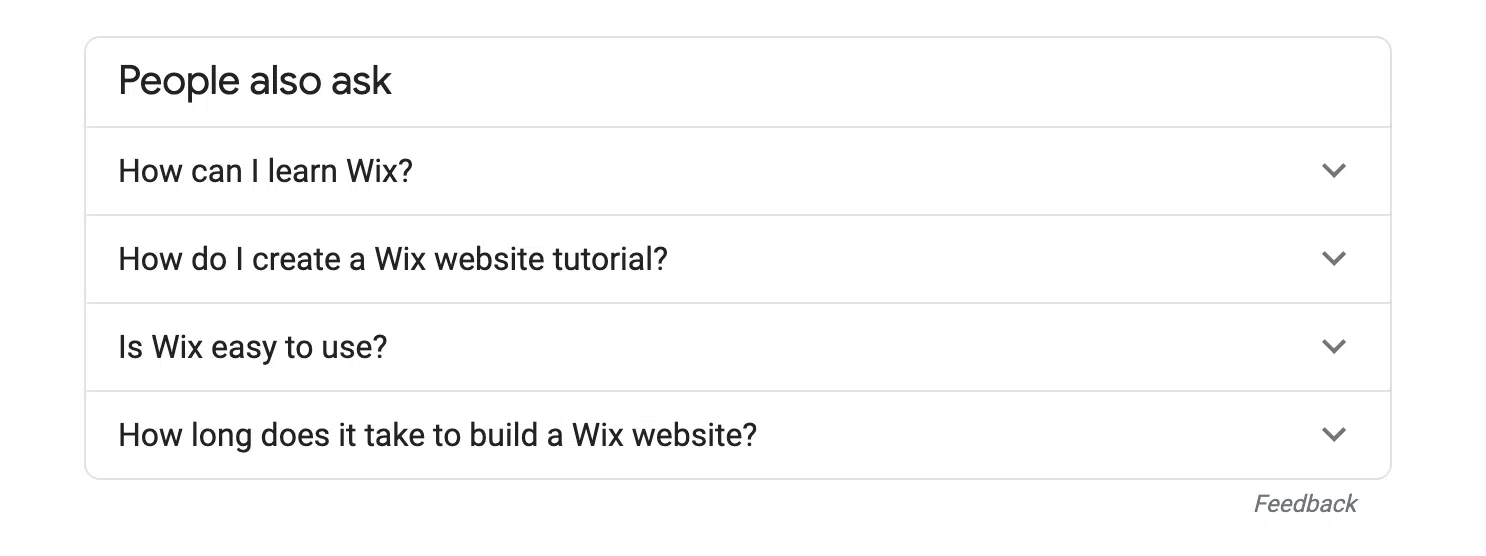 People also ask
How can I learn Wix?
How do I create a Wix website tutorial?
Is Wix easy to use?
How long does it take to build a Wix website?
Feedback